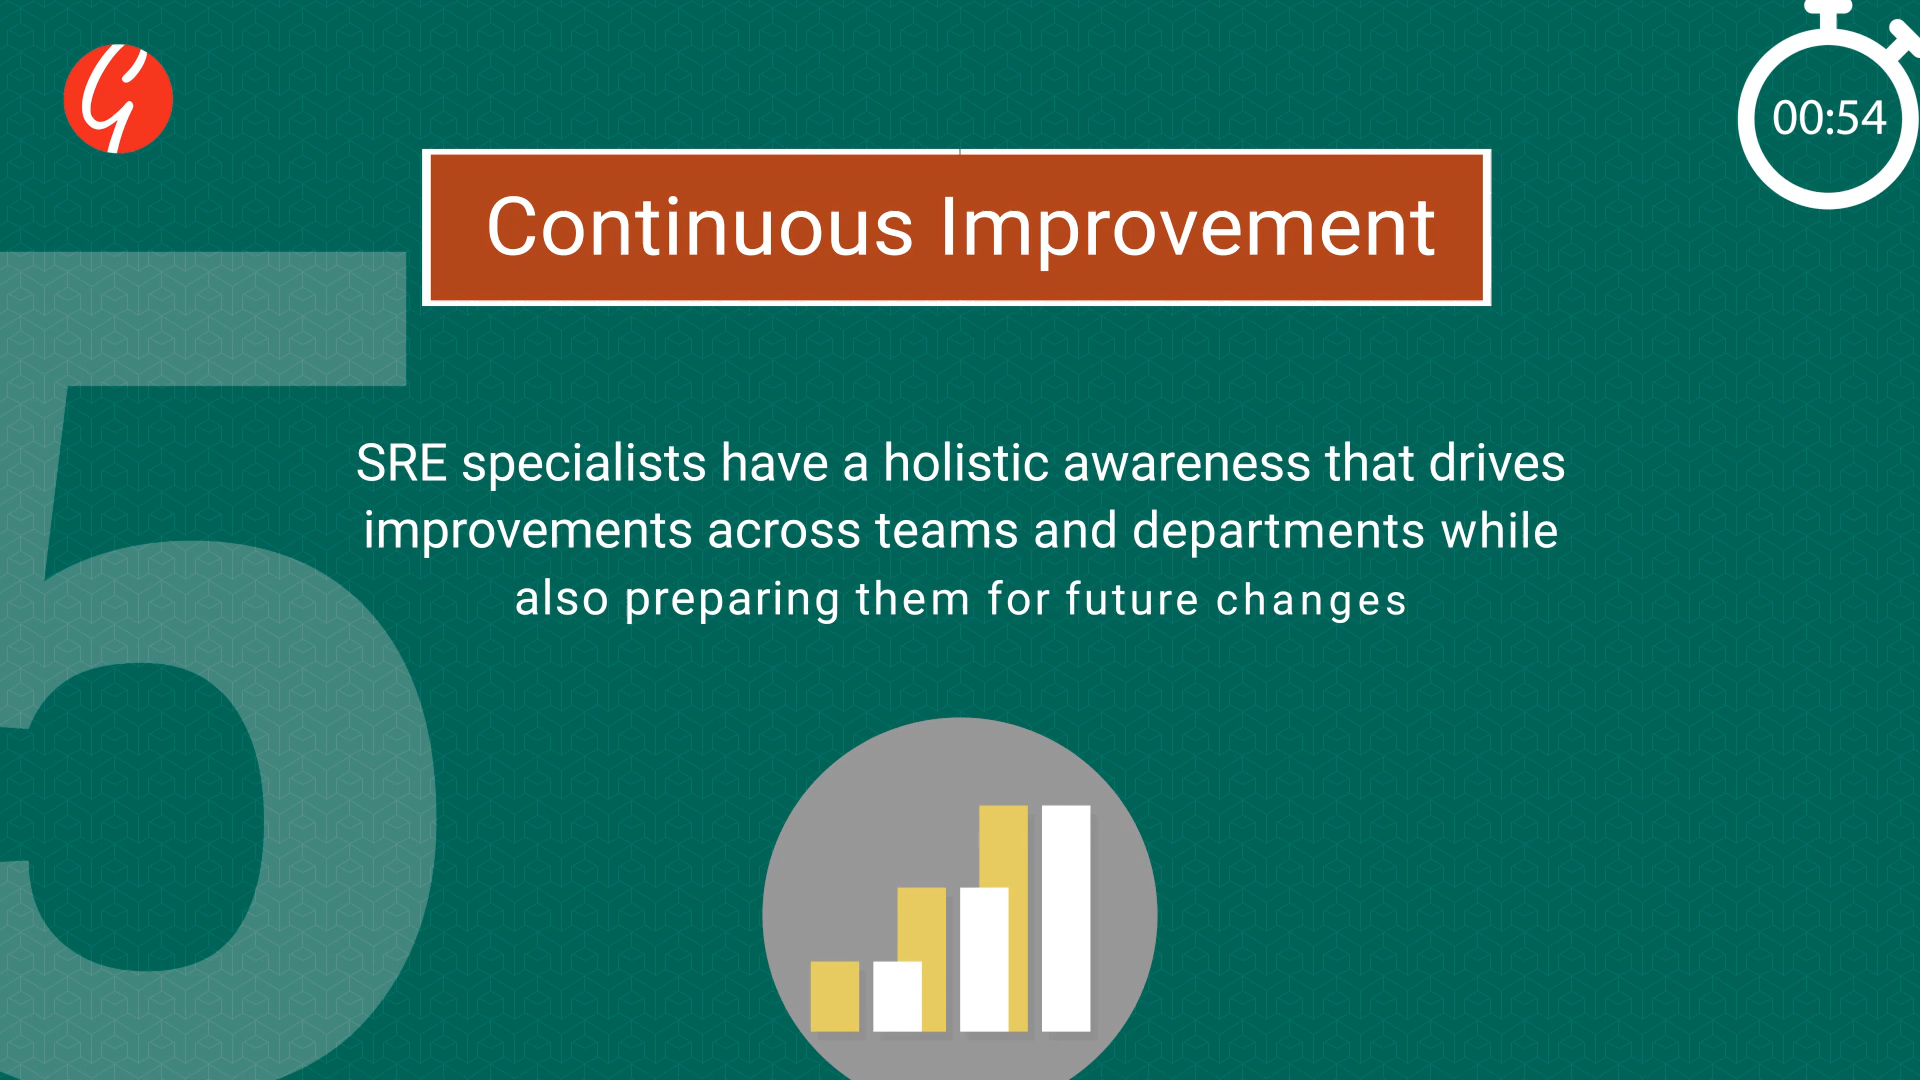 G
00:54
Continuous Improvement
5
SRE specialists have a holistic awareness that drives
improvements across teams and departments while
also preparing them for future changes